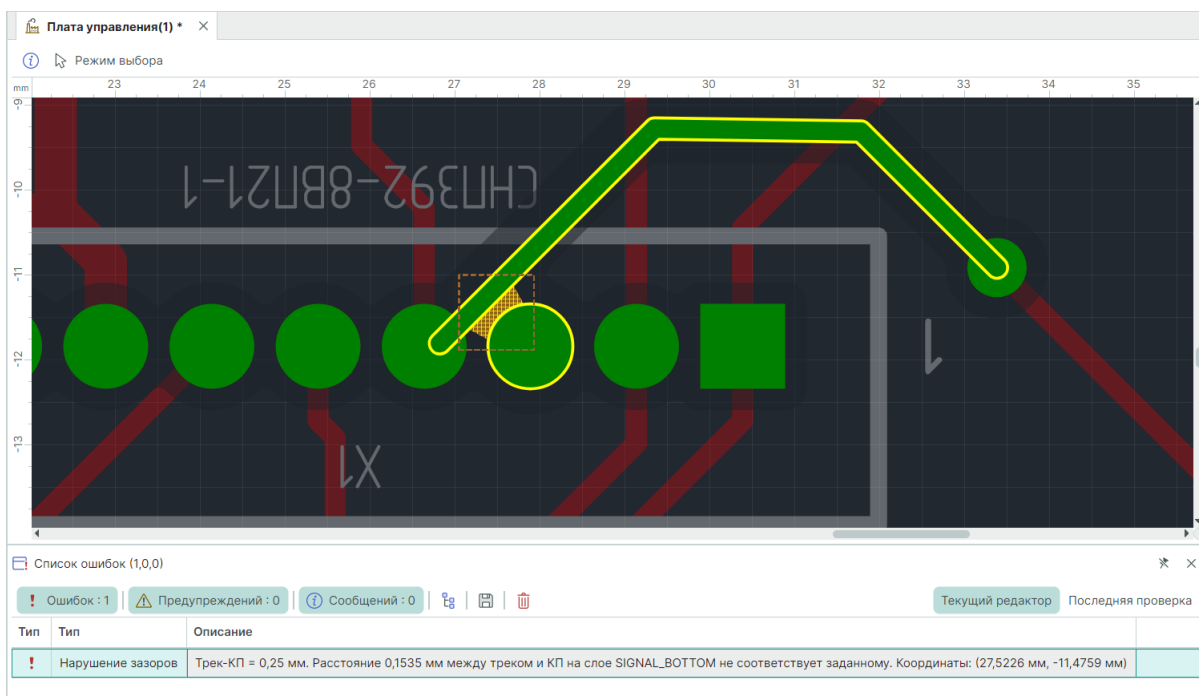 Плата управления(1) *
Режим выбора
mm 23 24 25 26 27 28 29 30 31 32 33 34 35
-9
-10
-11
-12
-13
СНП392-8ВП21-1
X1
1
Список ошибок (1,0,0)
Ошибок : 1 Предупреждений : 0 Сообщений : 0 Текущий редактор Последняя проверка
Тип Тип Описание
Нарушение зазоров Трек-КП = 0,25 мм. Расстояние 0,1535 мм между треком и КП на слое SIGNAL_BOTTOM не соответствует заданному. Координаты: (27,5226 мм, -11,4759 мм)